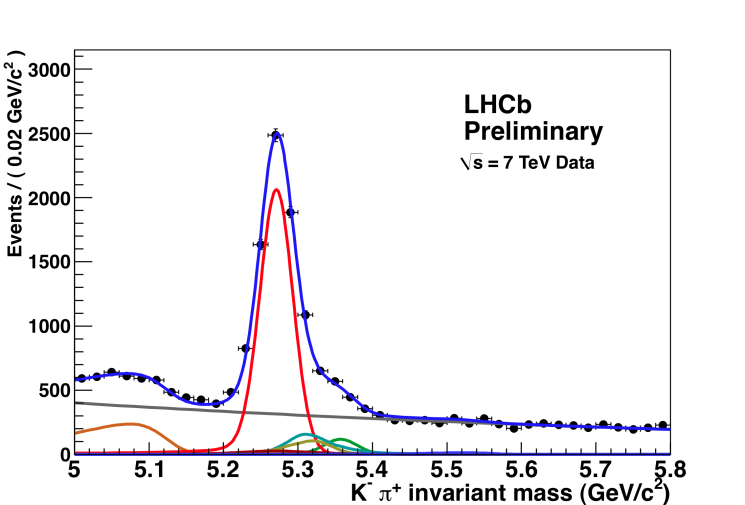 Events / ( 0.02 GeV/c² )
3000
2500
2000
1500
1000
500
0
LHCb
Preliminary
√s = 7 TeV Data
5 5.1 5.2 5.3 5.4 5.5 5.6 5.7 5.8
K⁻ π⁺ invariant mass (GeV/c²)